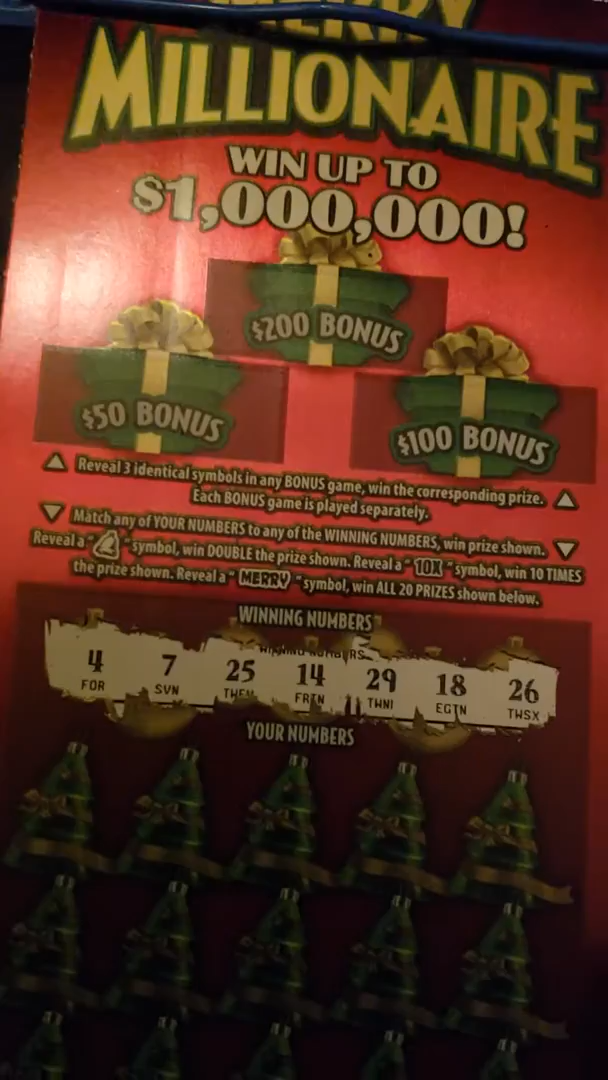 MERRY
MILLIONAIRE
WIN UP TO
$1,000,000!
$200 BONUS
$50 BONUS
$100 BONUS
Reveal 3 identical symbols in any BONUS game, win the corresponding prize.
Each BONUS game is played separately.
Match any of YOUR NUMBERS to any of the WINNING NUMBERS, win prize shown.
Reveal a " " symbol, win DOUBLE the prize shown. Reveal a " 10X " symbol, win 10 TIMES
the prize shown. Reveal a " MERRY " symbol, win ALL 20 PRIZES shown below.
WINNING NUMBERS
4 7 25 14 29 18 26
FOR SVN FRTN TWNI EGTN TWSX
YOUR NUMBERS